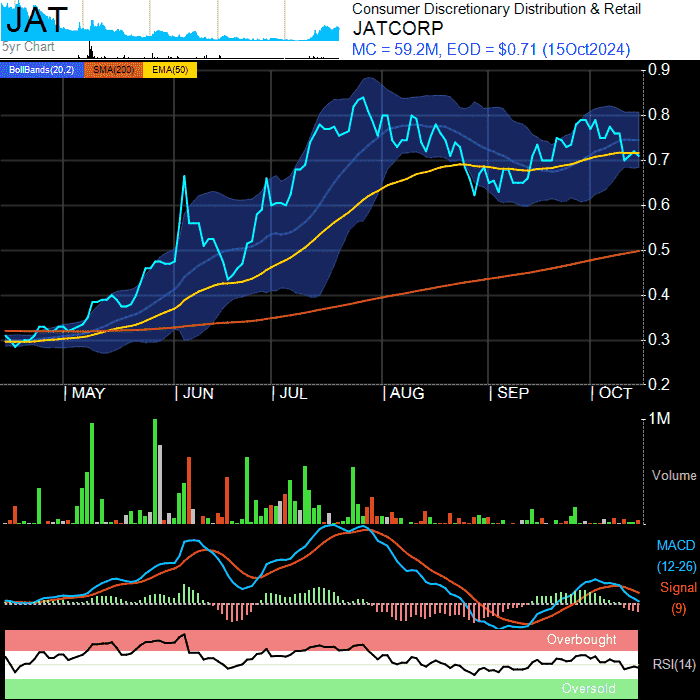 JAT
5yr Chart
Consumer Discretionary Distribution & Retail
JATCORP
MC = 59.2M, EOD = $0.71 (15Oct2024)
BollBands(20,2) SMA(200) EMA(50)
0.9
0.8
0.7
0.6
0.5
0.4
0.3
0.2
| MAY | JUN | JUL | AUG | SEP | OCT
1M
Volume
MACD
(12-26)
Signal
(9)
Overbought
RSI(14)
Oversold